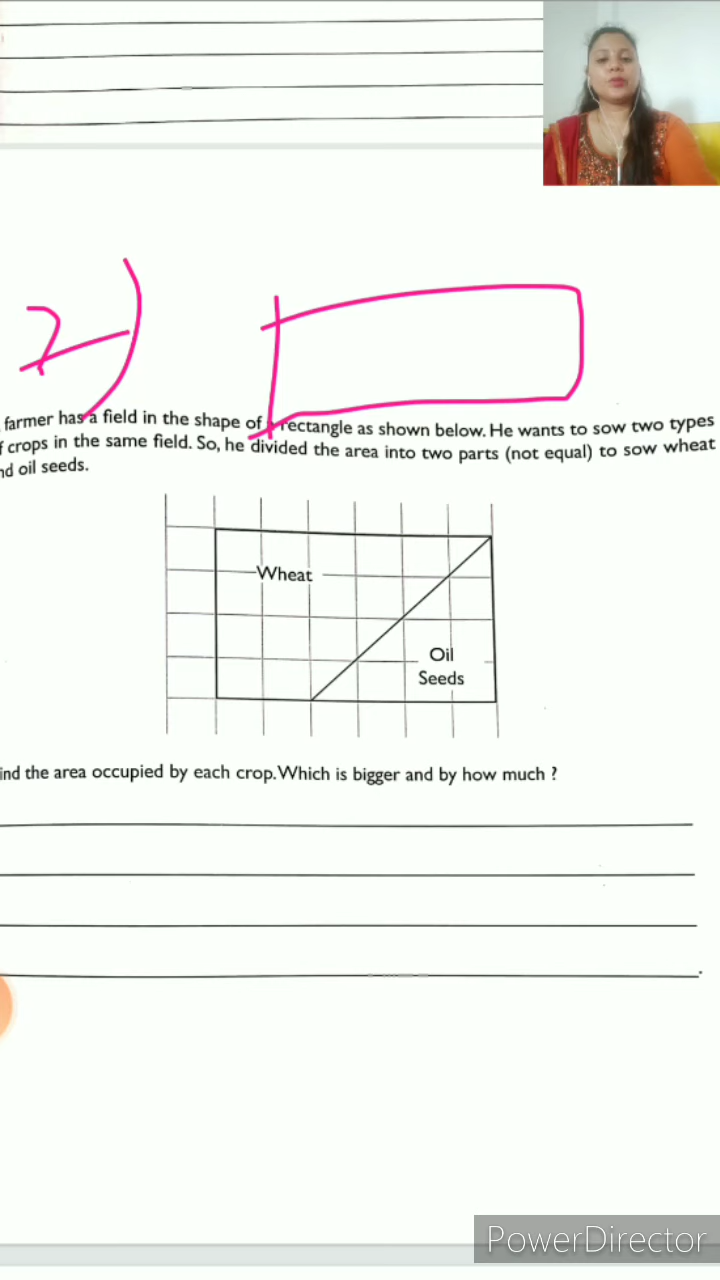 2)
farmer has a field in the shape of rectangle as shown below. He wants to sow two types
f crops in the same field. So, he divided the area into two parts (not equal) to sow wheat
nd oil seeds.
Wheat
Oil
Seeds
ind the area occupied by each crop. Which is bigger and by how much ?
PowerDirector